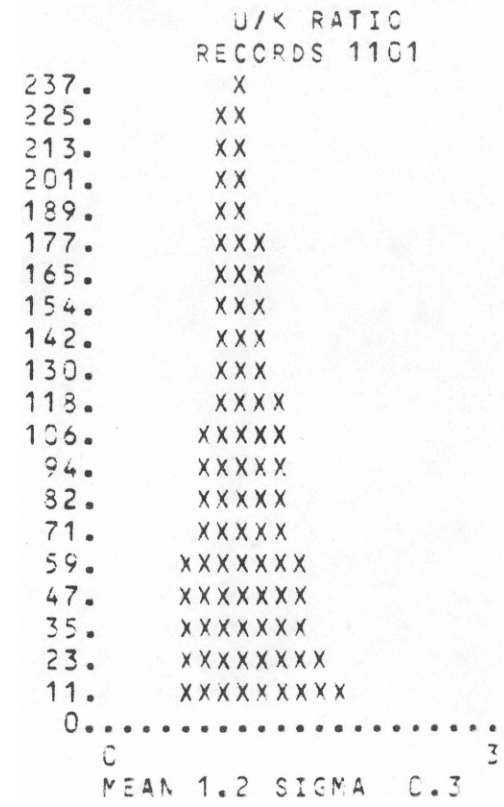 U/K RATIO
RECORDS 1101
237. X
225. XX
213. XX
201. XX
189. XX
177. XXX
165. XXX
154. XXX
142. XXX
130. XXX
118. XXXX
106. XXXXX
94. XXXXX
82. XXXXX
71. XXXXX
59. XXXXXXX
47. XXXXXXX
35. XXXXXXX
23. XXXXXXXX
11. XXXXXXXXX
0......................
0 3
MEAN 1.2 SIGMA 0.3